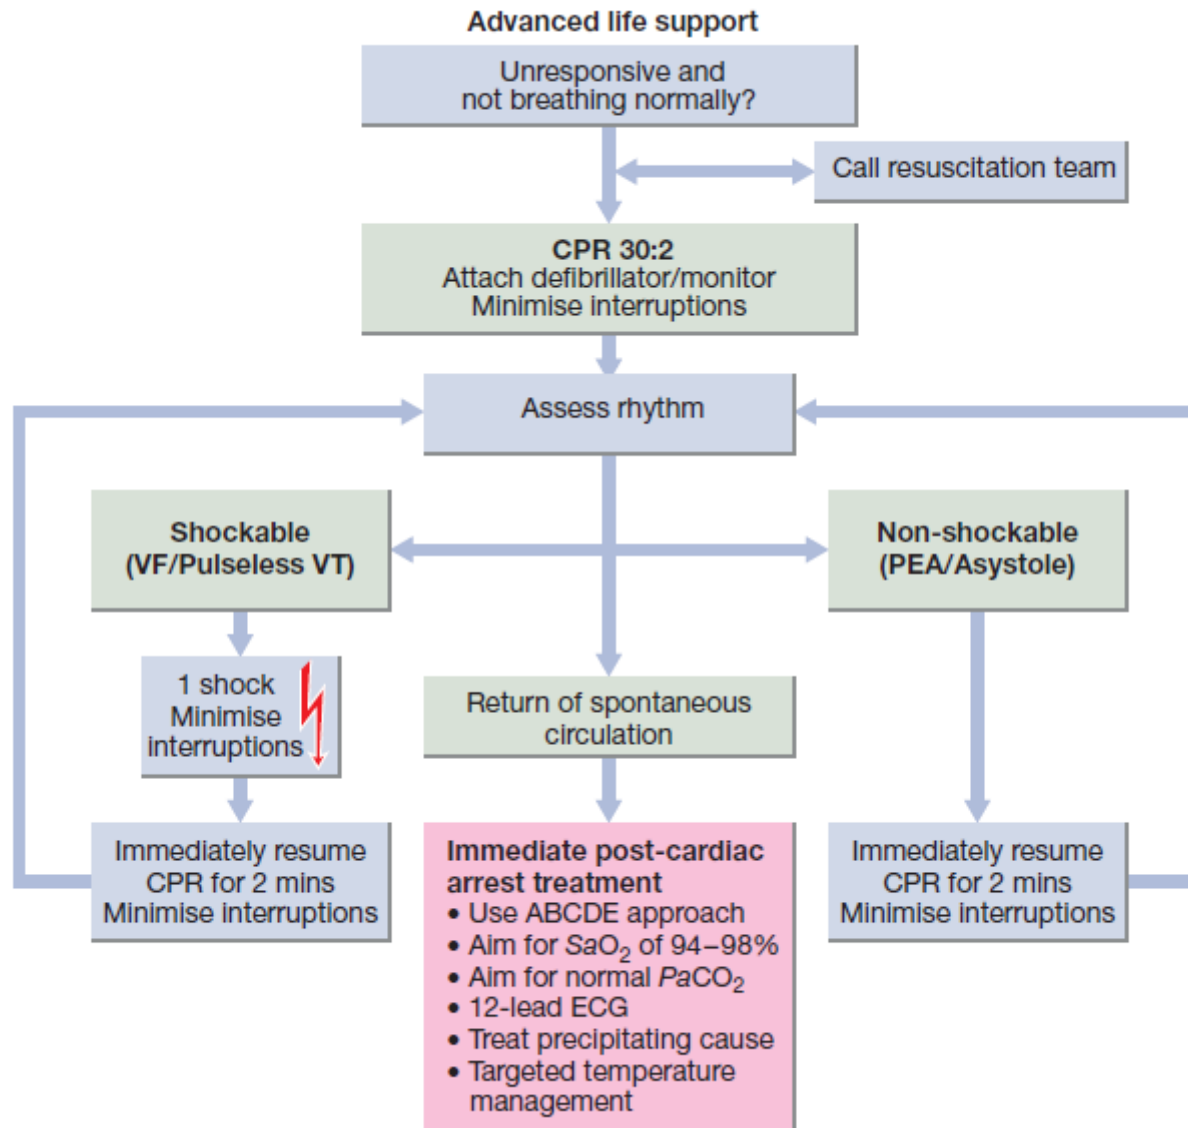 Advanced life support
Unresponsive and
not breathing normally?
Call resuscitation team
CPR 30:2
Attach defibrillator/monitor
Minimise interruptions
Assess rhythm
Shockable
(VF/Pulseless VT)
Non-shockable
(PEA/Asystole)
1 shock
Minimise
interruptions
Return of spontaneous
circulation
Immediately resume
CPR for 2 mins
Minimise interruptions
Immediate post-cardiac
arrest treatment
• Use ABCDE approach
• Aim for SaO₂ of 94–98%
• Aim for normal PaCO₂
• 12-lead ECG
• Treat precipitating cause
• Targeted temperature
management
Immediately resume
CPR for 2 mins
Minimise interruptions